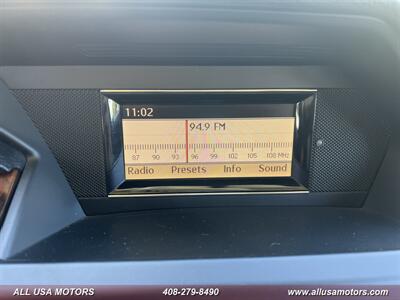 11:02
94.9 FM
87 90 93 96 99 102 105 108 MHz
Radio Presets Info Sound
ALL USA MOTORS 408-279-8490 www.allusamotors.com